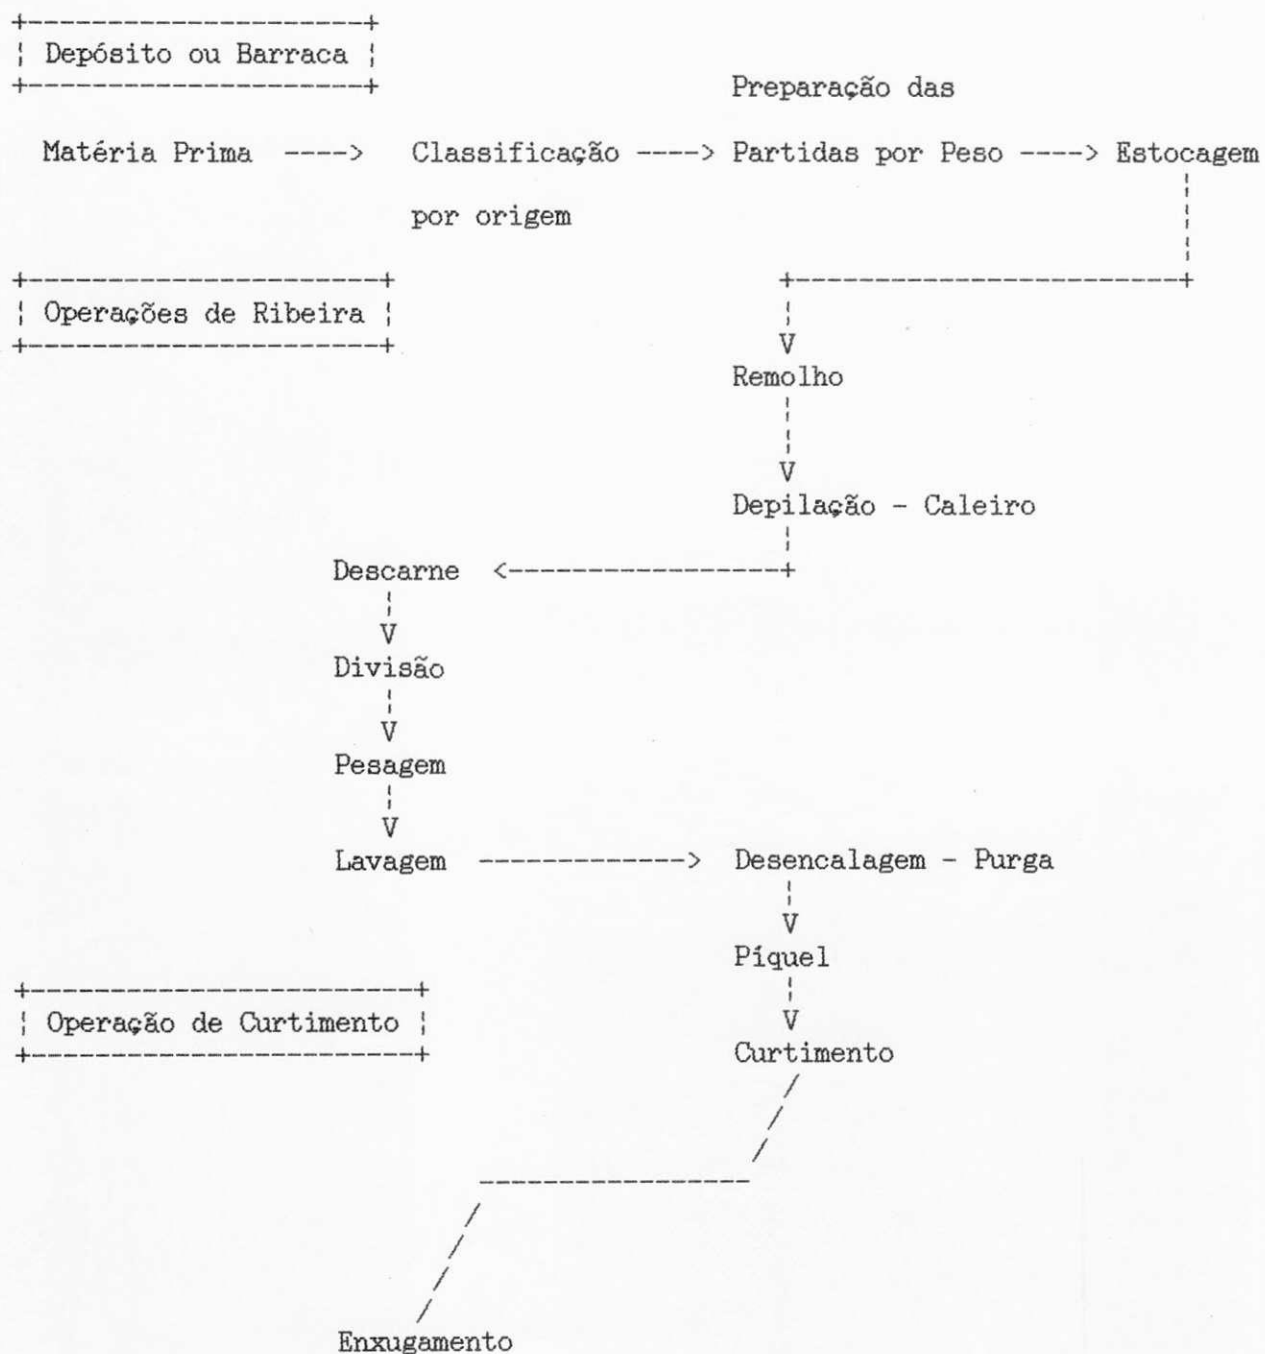 Depósito ou Barraca
Preparação das
Matéria Prima ----> Classificação ----> Partidas por Peso ----> Estocagem
por origem
Operações de Ribeira
Remolho
Depilação - Caleiro
Descarne
Divisão
Pesagem
Lavagem ------------> Desencalagem - Purga
Píquel
Operação de Curtimento
Curtimento
Enxugamento